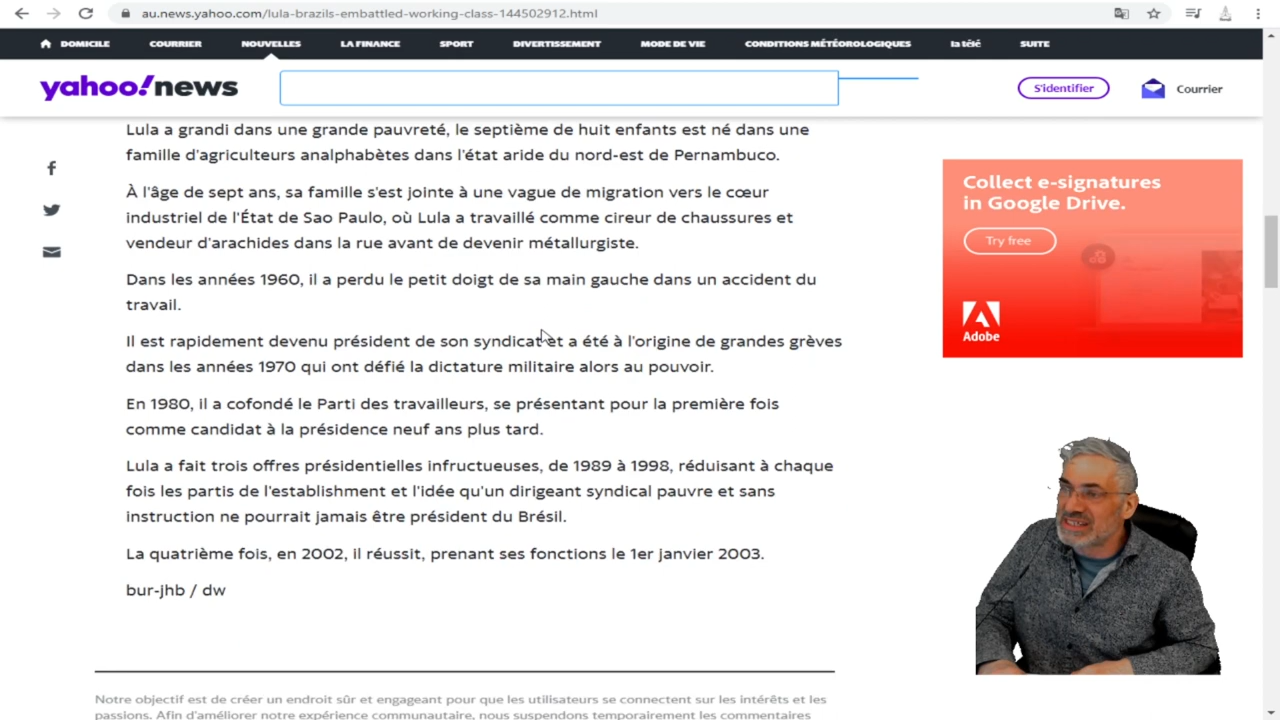 au.news.yahoo.com/lula-brazils-embattled-working-class-144502912.html
DOMICILE COURRIER NOUVELLES LA FINANCE SPORT DIVERTISSEMENT MODE DE VIE CONDITIONS MÉTÉOROLOGIQUES la télé SUITE
yahoo!news
S'identifier
Courrier
Lula a grandi dans une grande pauvreté, le septième de huit enfants est né dans une
famille d'agriculteurs analphabètes dans l'état aride du nord-est de Pernambuco.
À l'âge de sept ans, sa famille s'est jointe à une vague de migration vers le cœur
industriel de l'État de Sao Paulo, où Lula a travaillé comme cireur de chaussures et
vendeur d'arachides dans la rue avant de devenir métallurgiste.
Dans les années 1960, il a perdu le petit doigt de sa main gauche dans un accident du
travail.
Il est rapidement devenu président de son syndicat et a été à l'origine de grandes grèves
dans les années 1970 qui ont défié la dictature militaire alors au pouvoir.
En 1980, il a cofondé le Parti des travailleurs, se présentant pour la première fois
comme candidat à la présidence neuf ans plus tard.
Lula a fait trois offres présidentielles infructueuses, de 1989 à 1998, réduisant à chaque
fois les partis de l'establishment et l'idée qu'un dirigeant syndical pauvre et sans
instruction ne pourrait jamais être président du Brésil.
La quatrième fois, en 2002, il réussit, prenant ses fonctions le 1er janvier 2003.
bur-jhb / dw
Notre objectif est de créer un endroit sûr et engageant pour que les utilisateurs se connectent sur les intérêts et les
passions. Afin d'améliorer notre expérience communautaire, nous suspendons temporairement les commentaires
Collect e-signatures
in Google Drive.
Try free
Adobe